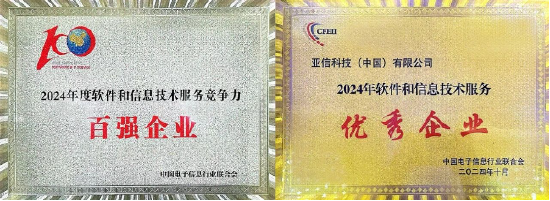 2024年度软件和信息技术服务竞争力
百强企业
中国电子信息行业联合会
CFEII
亚信科技（中国）有限公司
2024年软件和信息技术服务
优秀企业
中国电子信息行业联合会
二〇二四年十月